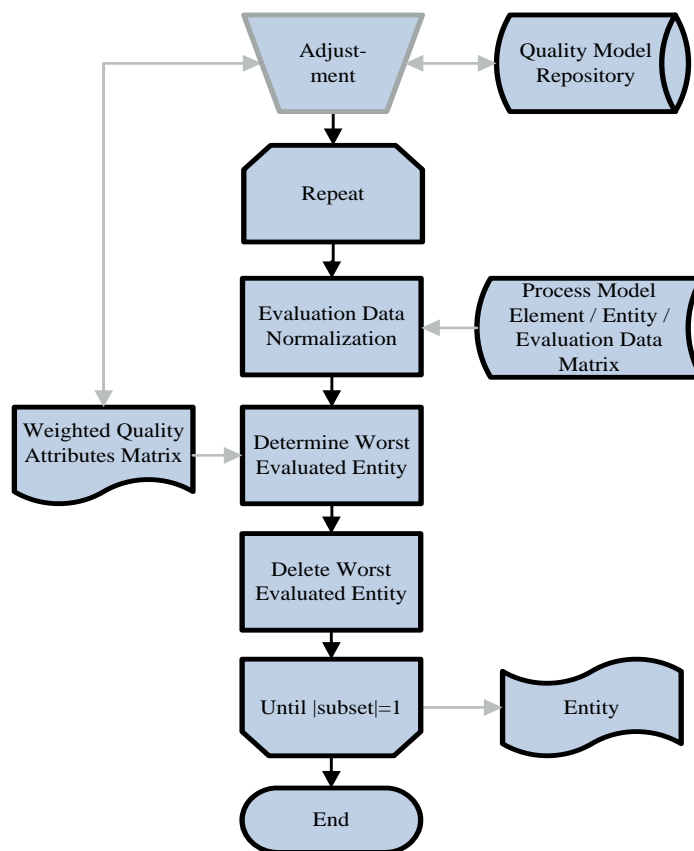 Adjust-
ment
Quality Model
Repository
Repeat
Evaluation Data
Normalization
Process Model
Element / Entity /
Evaluation Data
Matrix
Weighted Quality
Attributes Matrix
Determine Worst
Evaluated Entity
Delete Worst
Evaluated Entity
Until |subset|=1
Entity
End